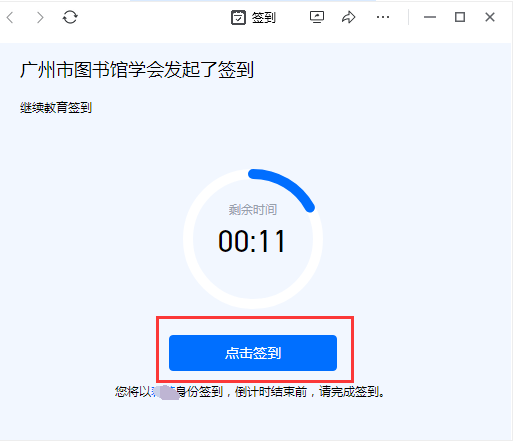 签到
广州市图书馆学会发起了签到
继续教育签到
剩余时间
00:11
点击签到
您将以身份签到，倒计时结束前，请完成签到。